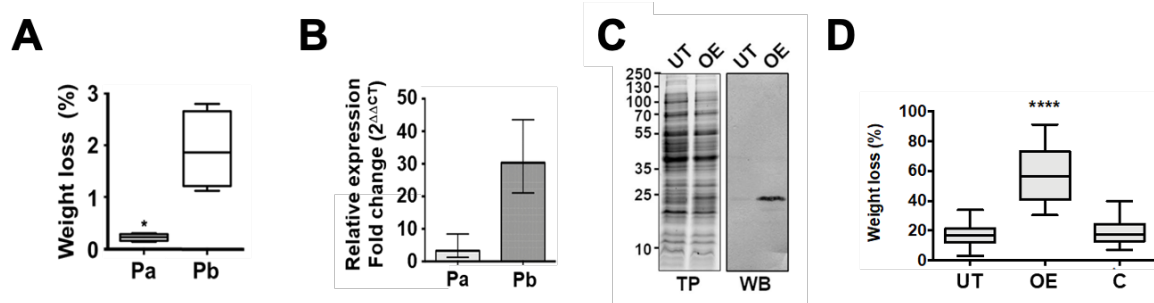 A
Weight loss (%)
3
2
1
0
*
Pa
Pb
B
Relative expression
Fold change (2ΔΔCT)
50
40
30
20
10
0
Pa
Pb
C
UT
OE
UT
OE
250
130
100
70
55
35
25
10
TP
WB
D
Weight loss (%)
100
80
60
40
20
0
****
UT
OE
C